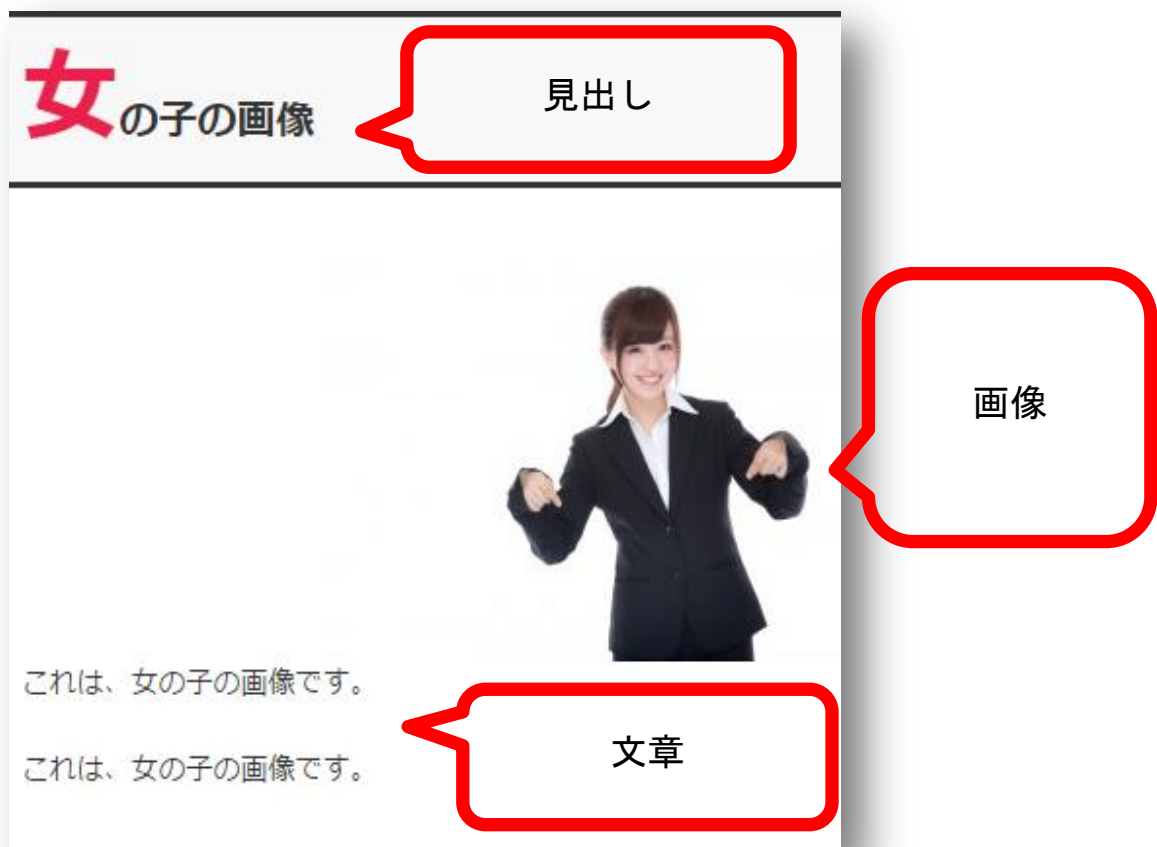 女の子の画像
見出し
画像
これは、女の子の画像です。
文章
これは、女の子の画像です。